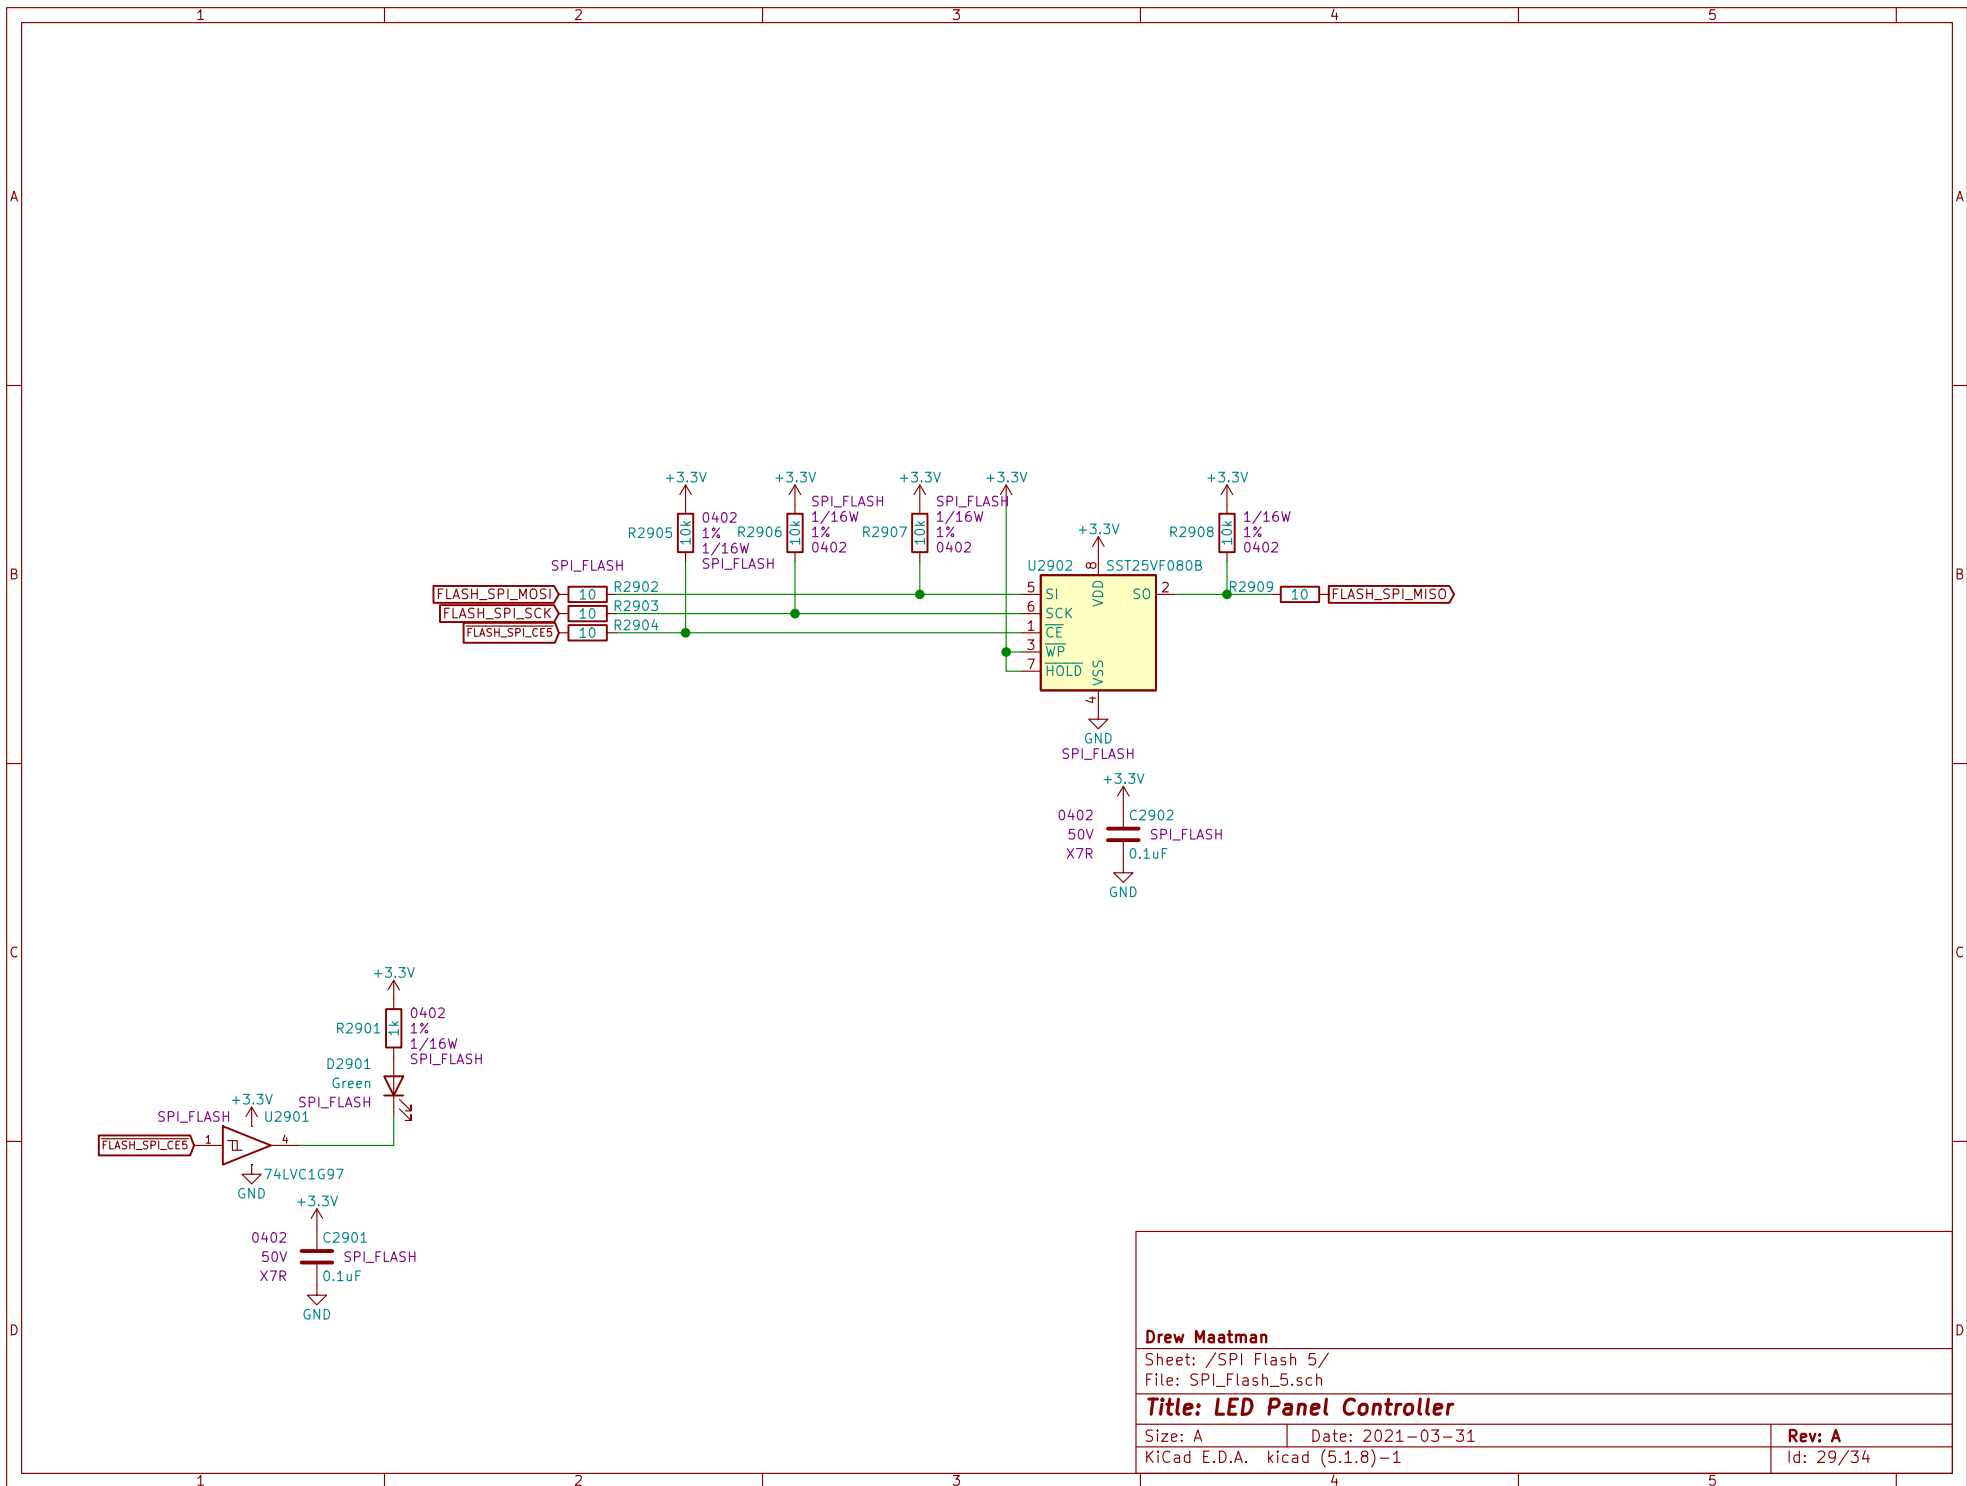 1 2 3 4 5
A A
+3.3V +3.3V +3.3V +3.3V +3.3V
R2905 10k 0402
1%
1/16W
SPI_FLASH
R2906 10k SPI_FLASH
1/16W
1%
0402
R2907 10k SPI_FLASH
1/16W
1%
0402
R2908 10k 1/16W
1%
0402
+3.3V
B B
SPI_FLASH
U2902 8 SST25VF080B
FLASH_SPI_MOSI 10 R2902 5 SI VDD SO 2 R2909 10 FLASH_SPI_MISO
FLASH_SPI_SCK 10 R2903 6 SCK
FLASH_SPI_CE5 10 R2904 1 CE
3 WP
7 HOLD VSS
4
GND
SPI_FLASH
+3.3V
0402 C2902
50V SPI_FLASH
X7R 0.1uF
GND
C C
+3.3V
R2901 1k 0402
1%
1/16W
SPI_FLASH
D2901
Green
SPI_FLASH
+3.3V
SPI_FLASH U2901
FLASH_SPI_CE5 1 4
74LVC1G97
GND
+3.3V
0402 C2901
50V SPI_FLASH
X7R 0.1uF
GND
D D
Drew Maatman
Sheet: /SPI Flash 5/
File: SPI_Flash_5.sch
Title: LED Panel Controller
Size: A Date: 2021-03-31 Rev: A
KiCad E.D.A. kicad (5.1.8)-1 Id: 29/34
1 2 3 4 5